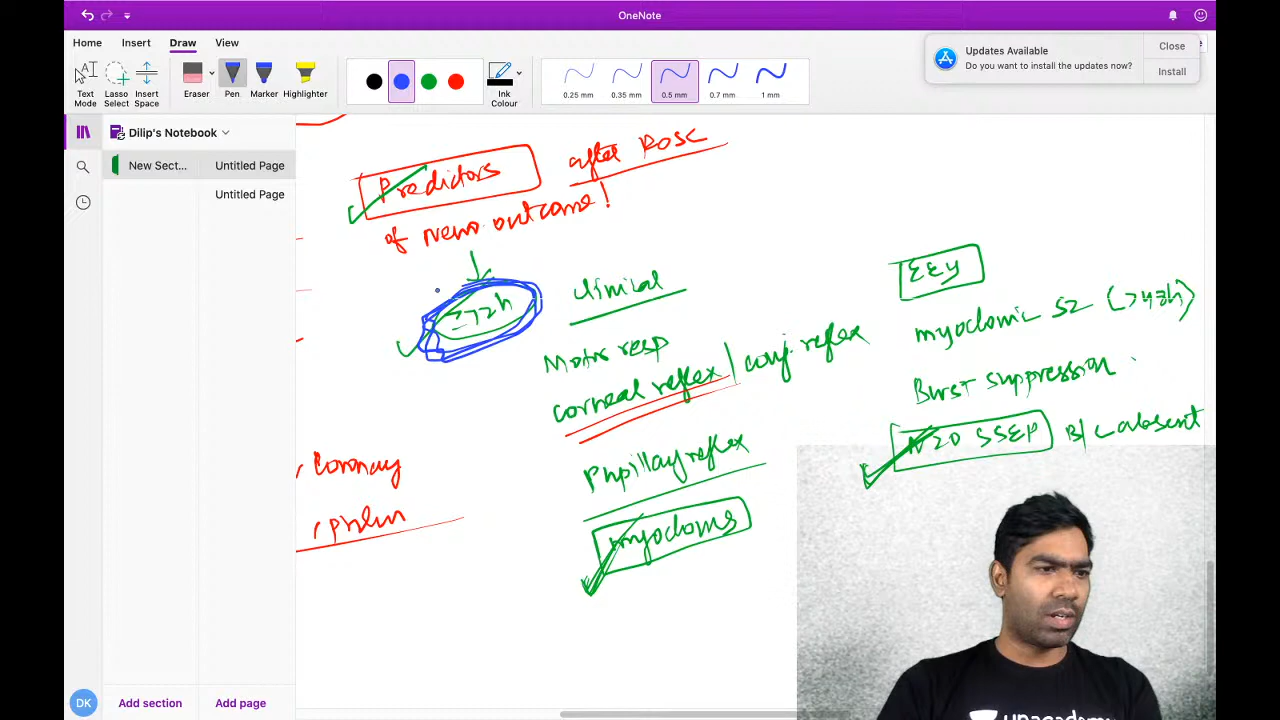 OneNote
Home Insert Draw View
Updates Available
Do you want to install the updates now?
Close
Install
Text Mode
Lasso Select
Insert Space
Eraser
Pen
Marker
Highlighter
Ink Colour
0.25 mm
0.35 mm
0.5 mm
0.7 mm
1 mm
Dilip's Notebook
New Sect...
Untitled Page
Untitled Page
Predictors after ROSC
of neuro outcome!
≥72h
clinical
Motor resp
corneal reflex / conj. reflex
Pupillary reflex
myoclonus
EEG
myoclonic SZ (>48h)
Burst suppression
N20 SSEP B/L absent
Coronary
DK
Add section
Add page
unacademy